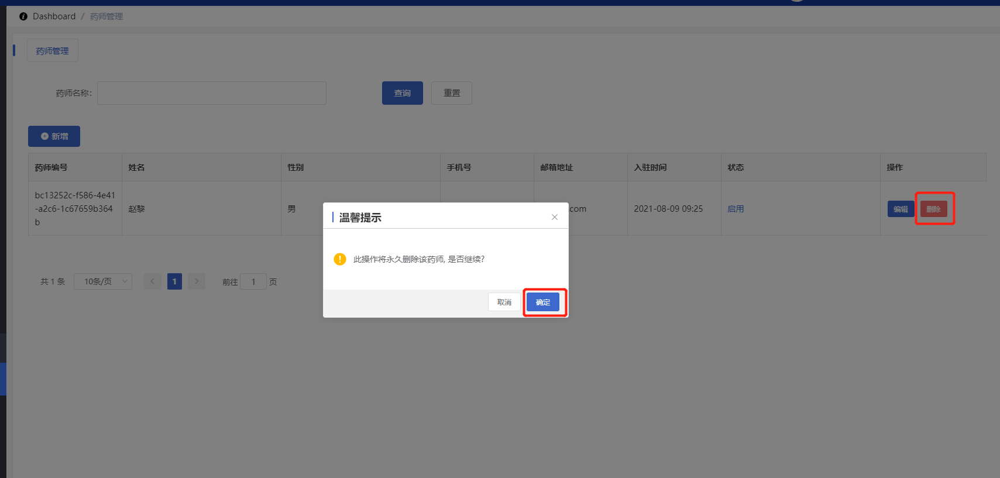 Dashboard / 药师管理
药师管理
药师名称:
查询
重置
新增
药师编号 姓名 性别 手机号 邮箱地址 入驻时间 状态 操作
bc13252c-f586-4e41
-a2c6-1c67659b364
b
赵黎
男
.com
2021-08-09 09:25
启用
编辑
删除
温馨提示
此操作将永久删除该药师, 是否继续?
取消
确定
共 1 条
10条/页
1
前往 1 页